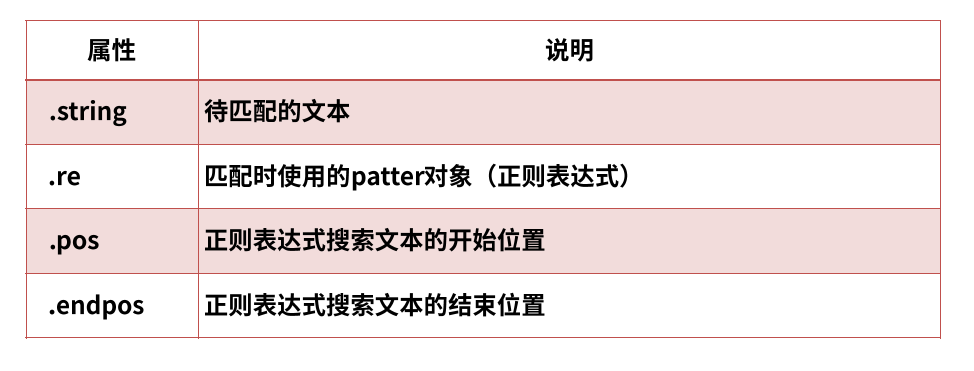 属性 说明
.string 待匹配的文本
.re 匹配时使用的patter对象（正则表达式）
.pos 正则表达式搜索文本的开始位置
.endpos 正则表达式搜索文本的结束位置